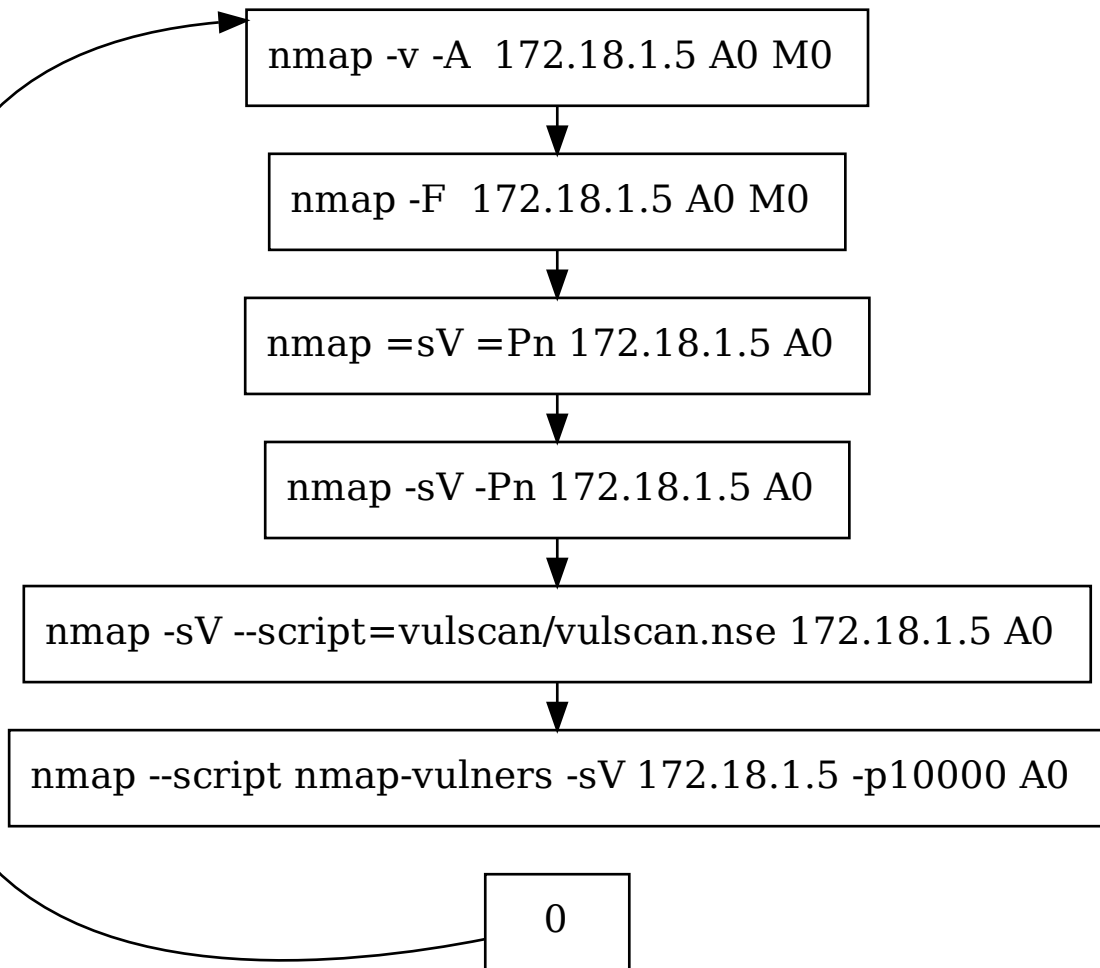 nmap -v -A  172.18.1.5 A0 M0
nmap -F  172.18.1.5 A0 M0
nmap =sV =Pn 172.18.1.5 A0
nmap -sV -Pn 172.18.1.5 A0
nmap -sV --script=vulscan/vulscan.nse 172.18.1.5 A0
nmap --script nmap-vulners -sV 172.18.1.5 -p10000 A0
0